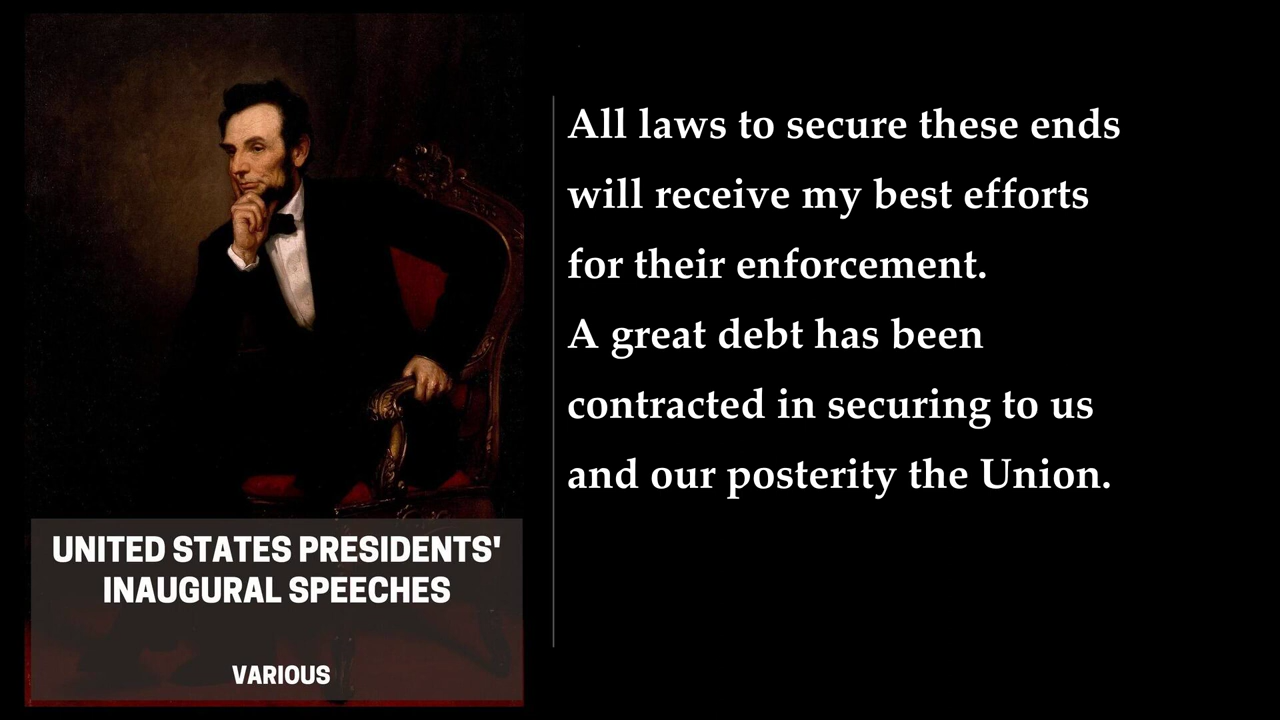 UNITED STATES PRESIDENTS'
INAUGURAL SPEECHES
VARIOUS
All laws to secure these ends
will receive my best efforts
for their enforcement.
A great debt has been
contracted in securing to us
and our posterity the Union.